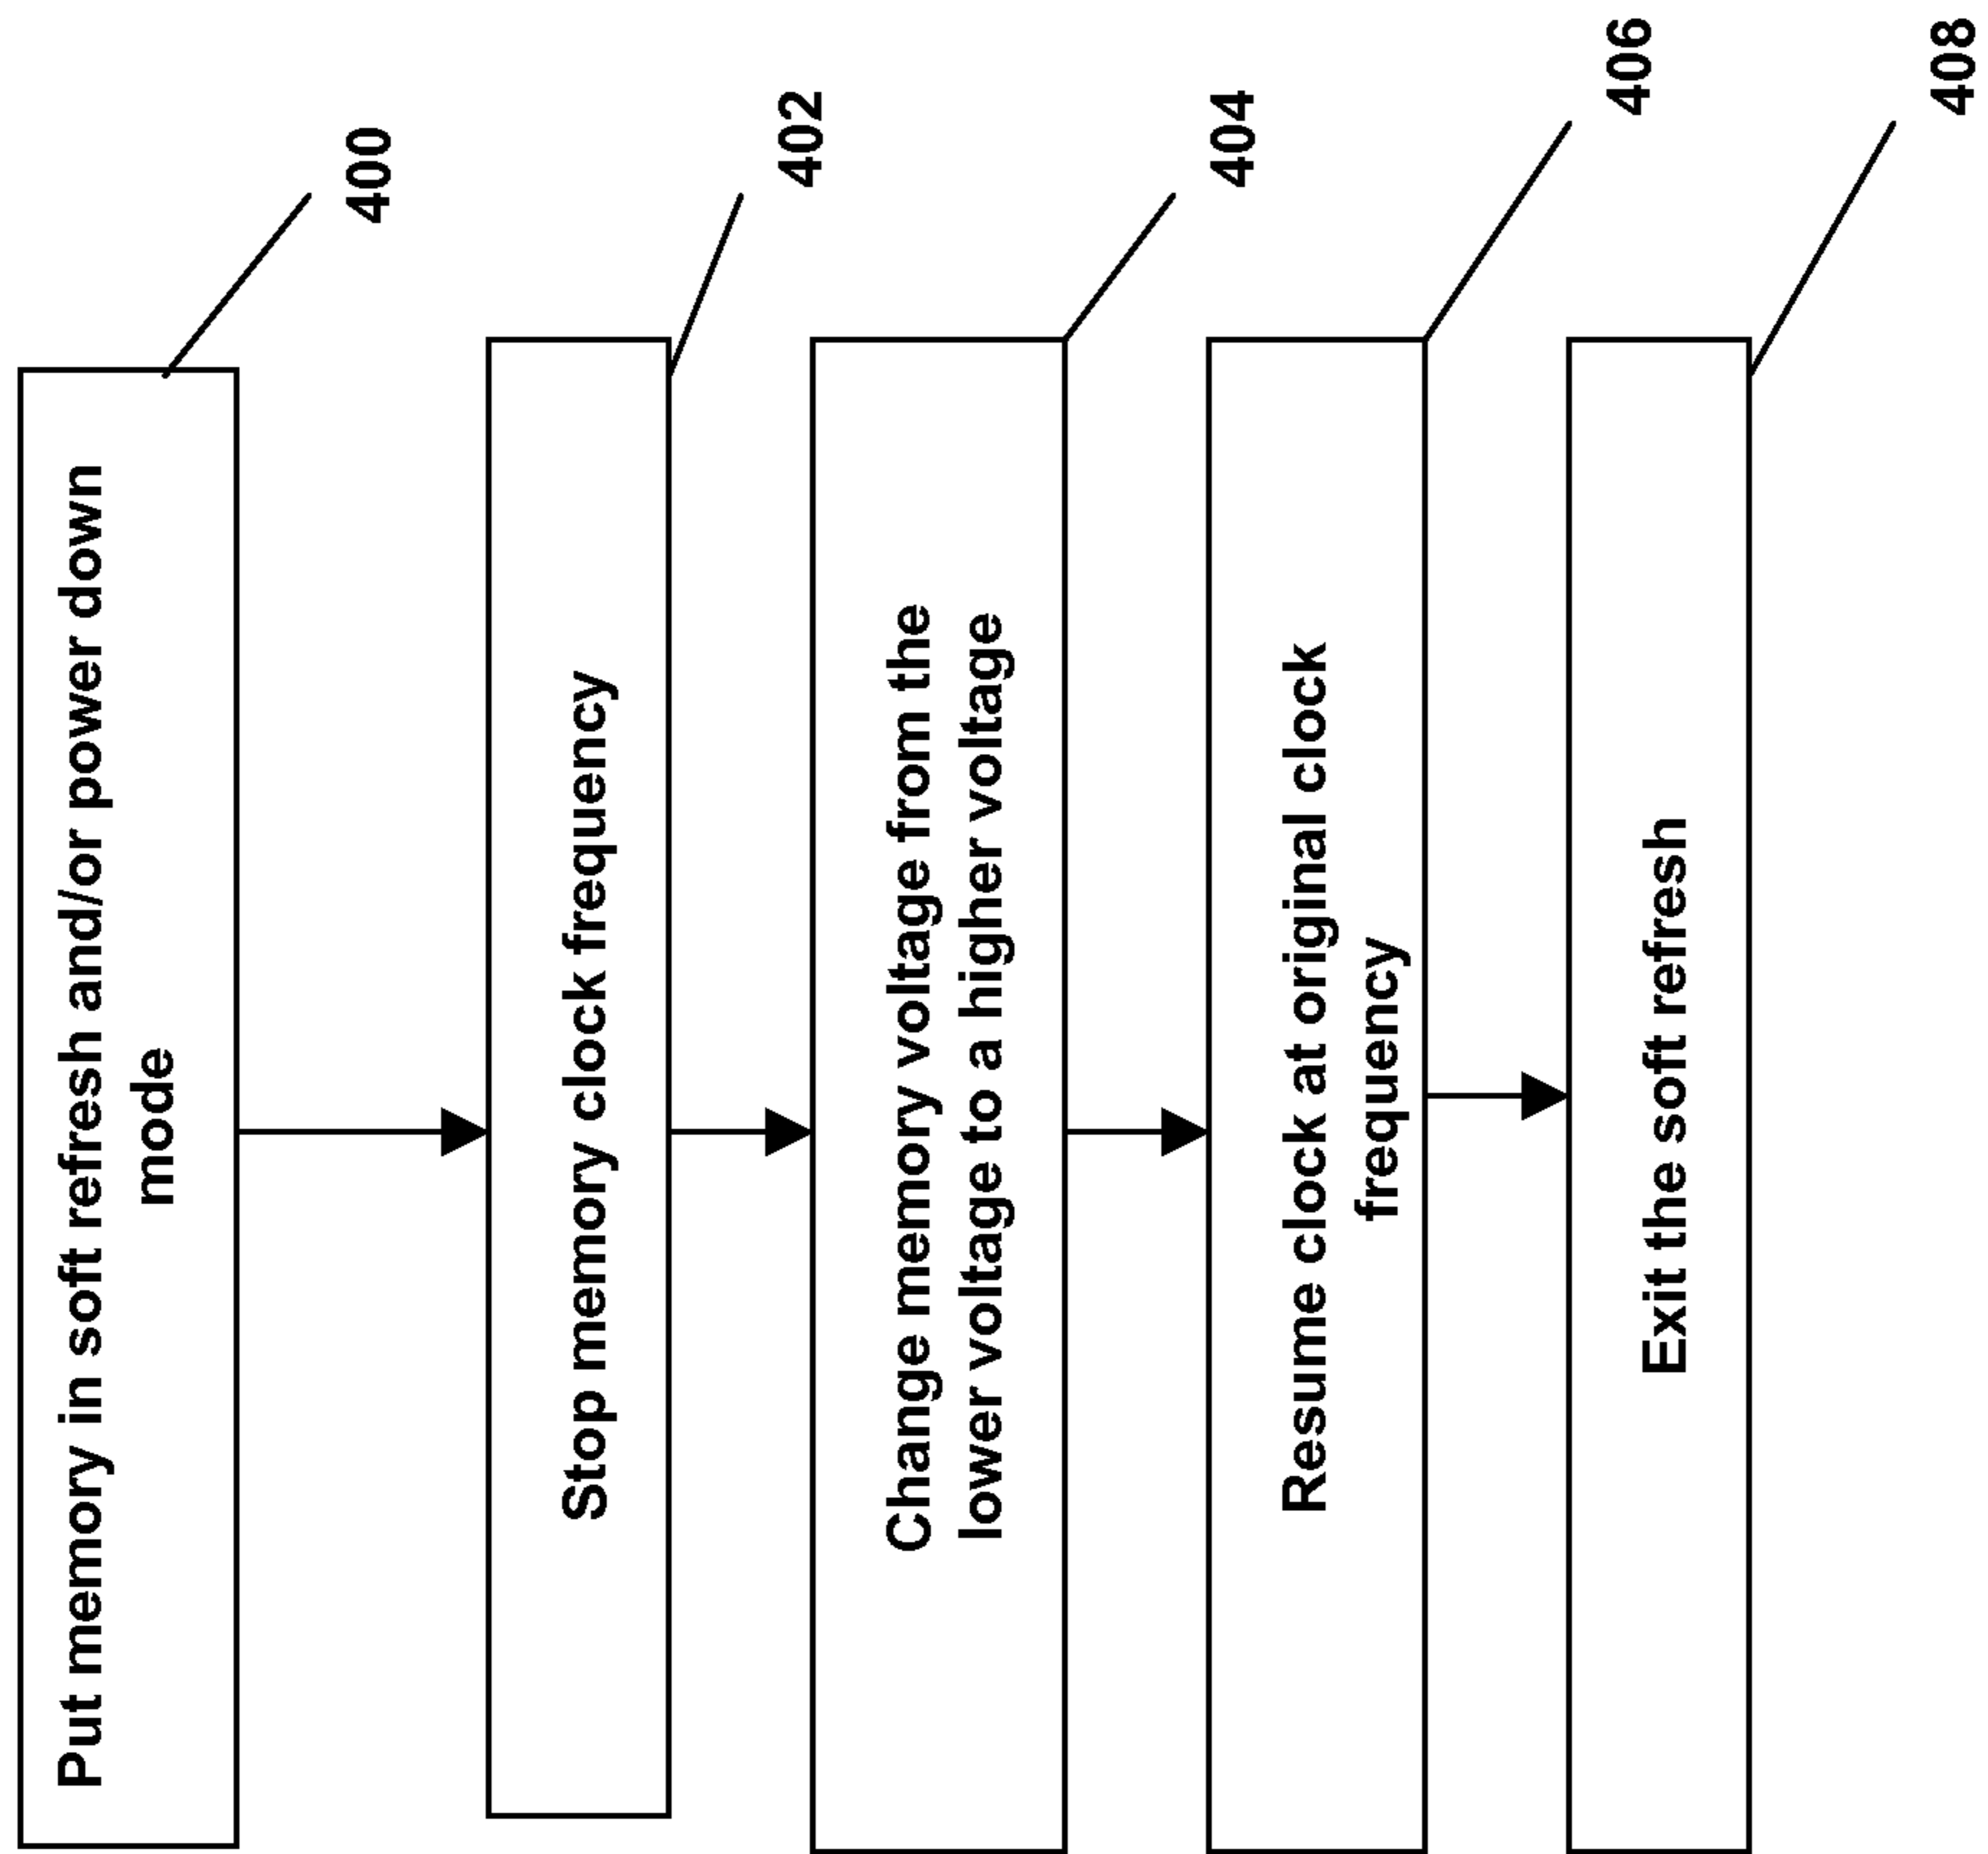 Put memory in soft refresh and/or power down
mode
400
Stop memory clock frequency
402
Change memory voltage from the
lower voltage to a higher voltage
404
Resume clock at original clock
frequency
406
Exit the soft refresh
408